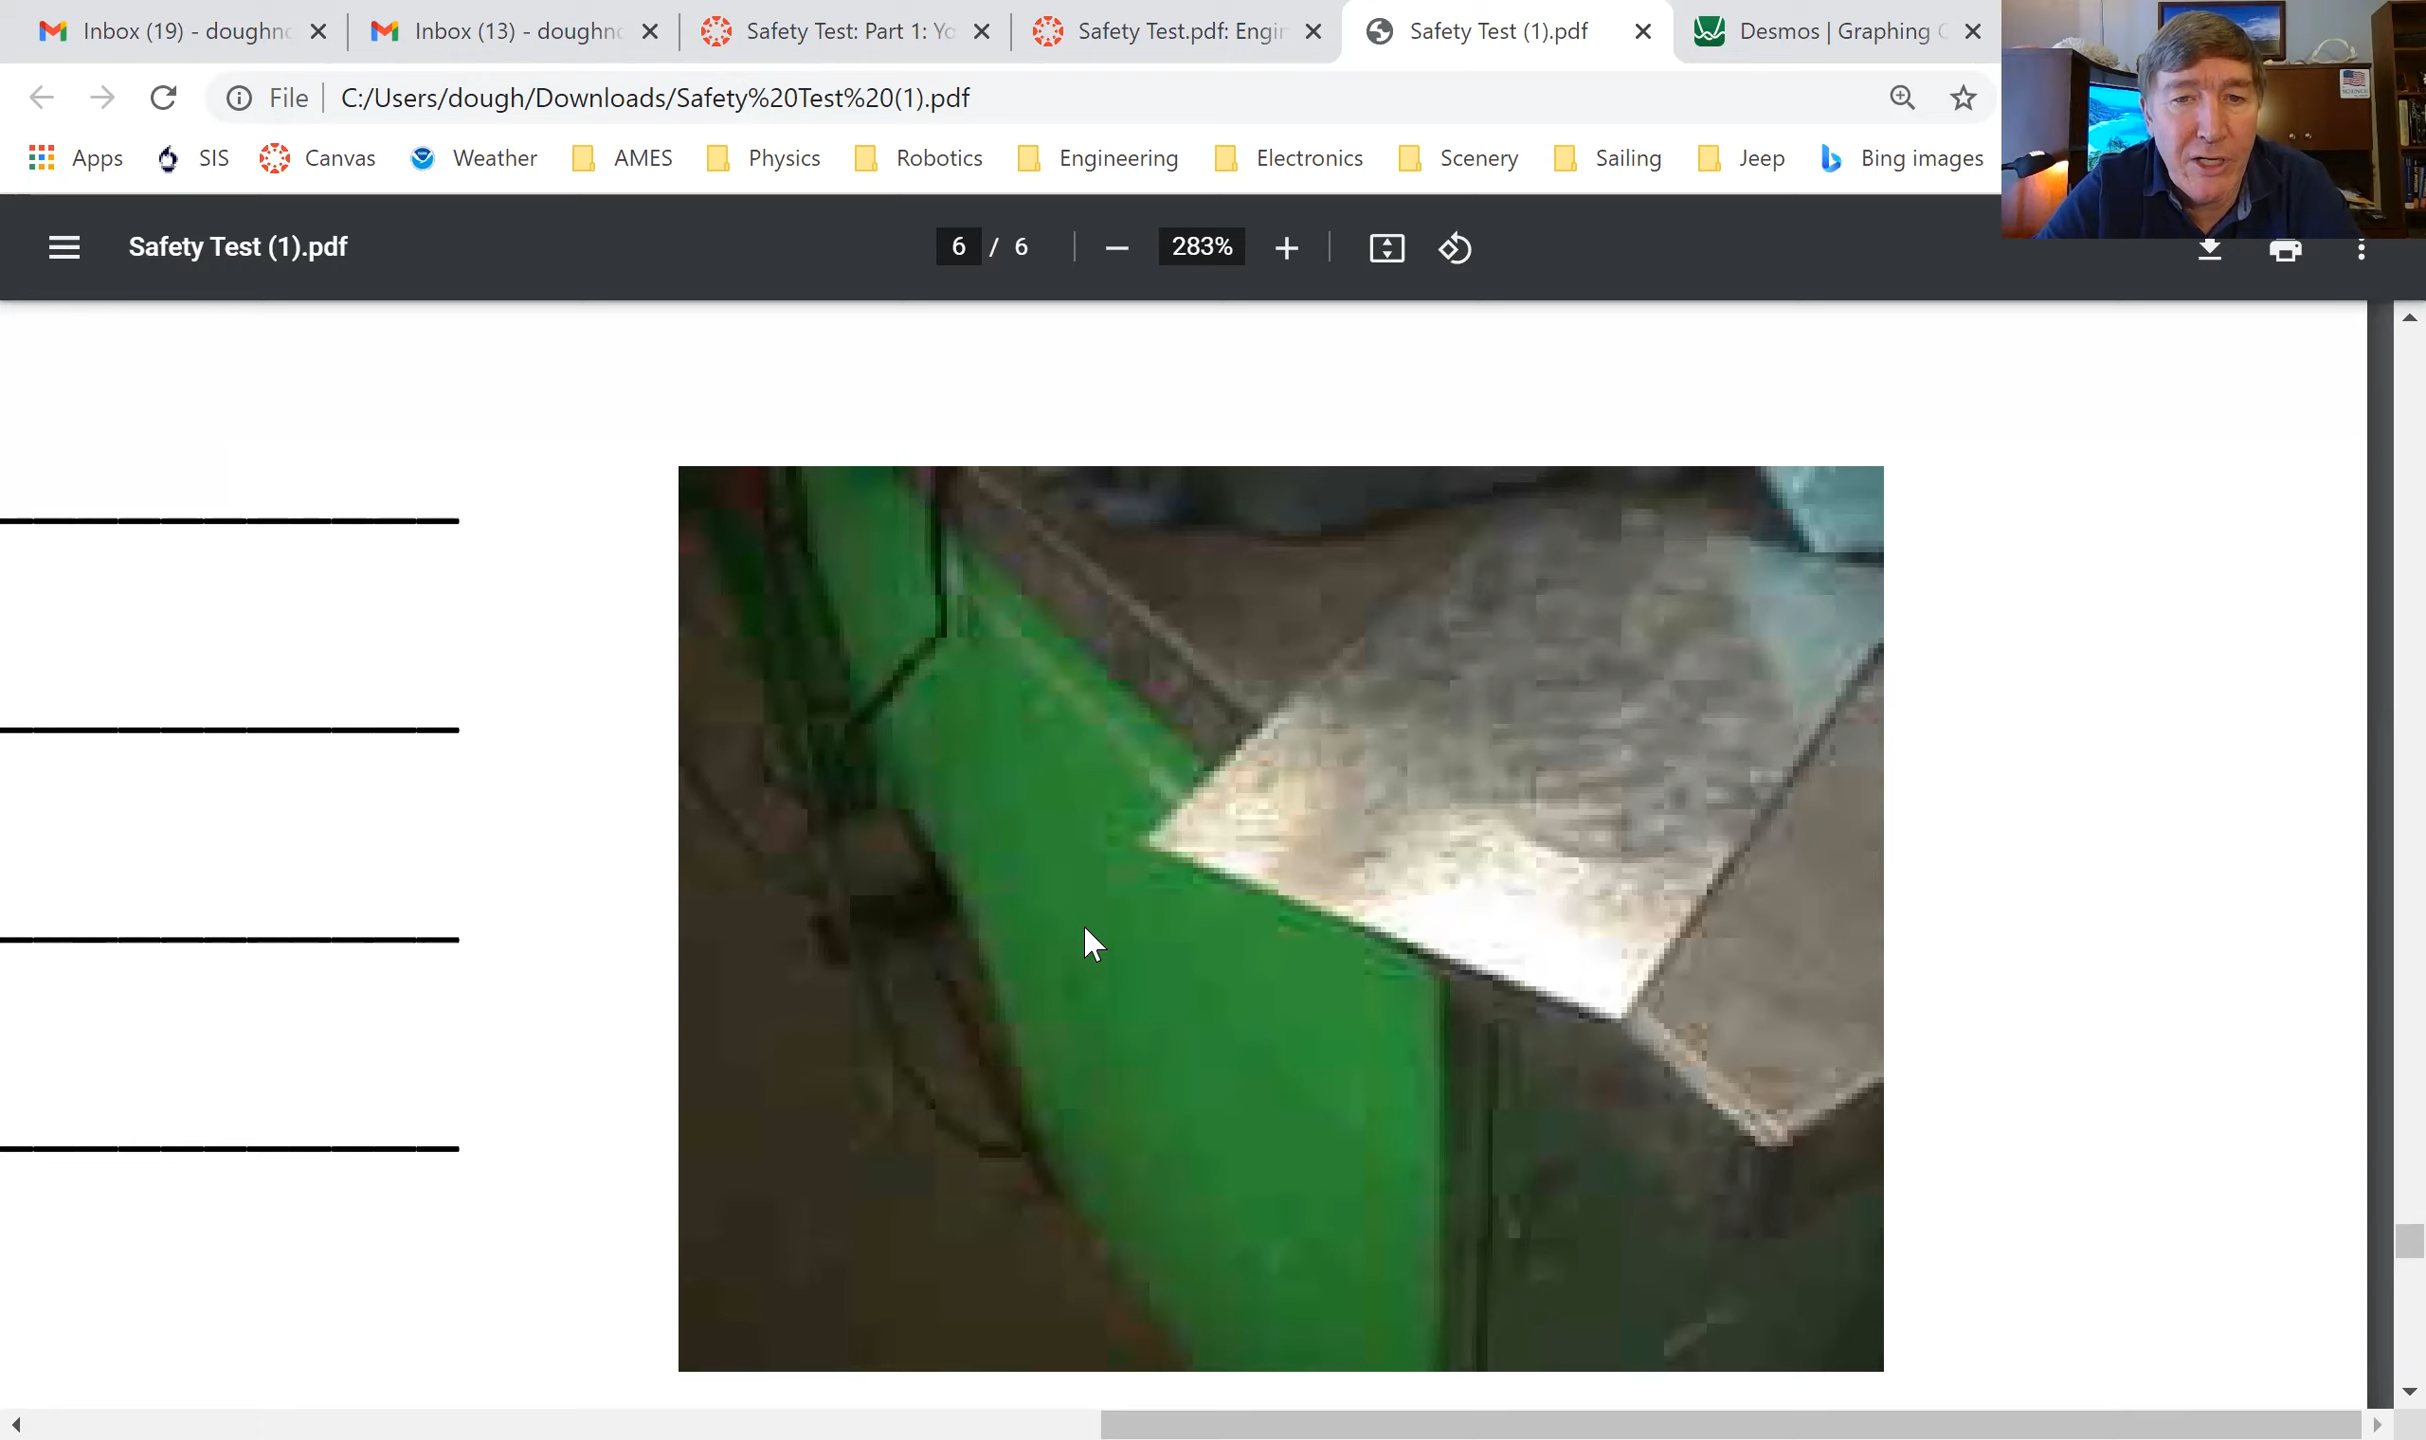 Inbox (19) - doughn
Inbox (13) - doughn
Safety Test: Part 1: Yo
Safety Test.pdf: Engin
Safety Test (1).pdf
Desmos | Graphing C
File
C:/Users/dough/Downloads/Safety%20Test%20(1).pdf
Apps SIS Canvas Weather AMES Physics Robotics Engineering Electronics Scenery Sailing Jeep Bing images
Safety Test (1).pdf
6 / 6
283%
SCIENCE